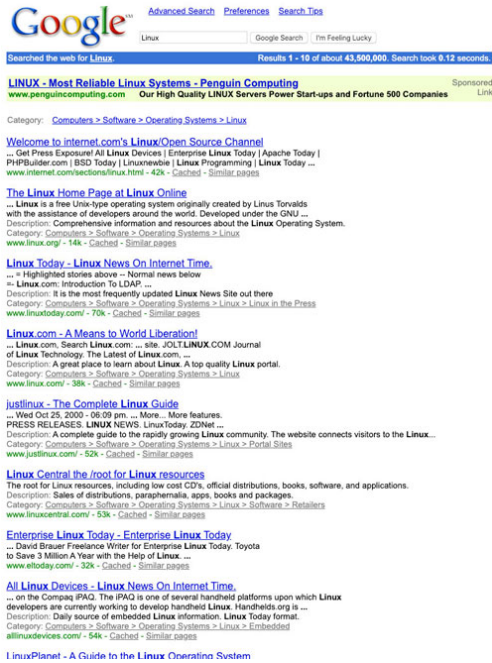 Google™
Advanced Search Preferences Search Tips
Linux
Google Search I'm Feeling Lucky
Searched the web for Linux. Results 1 - 10 of about 43,500,000. Search took 0.12 seconds.
LINUX - Most Reliable Linux Systems - Penguin Computing Sponsored
www.penguincomputing.com Our High Quality LINUX Servers Power Start-ups and Fortune 500 Companies Link
Category: Computers > Software > Operating Systems > Linux
Welcome to internet.com's Linux/Open Source Channel
... Get Press Exposure! All Linux Devices | Enterprise Linux Today | Apache Today |
PHPBuilder.com | BSD Today | Linuxnewbie | Linux Programming | Linux Today ...
www.internet.com/sections/linux.html - 42k - Cached - Similar pages
The Linux Home Page at Linux Online
... Linux is a free Unix-type operating system originally created by Linus Torvalds
with the assistance of developers around the world. Developed under the GNU ...
Description: Comprehensive information and resources about the Linux Operating System.
Category: Computers > Software > Operating Systems > Linux
www.linux.org/ - 14k - Cached - Similar pages
Linux Today - Linux News On Internet Time.
... = Highlighted stories above -- Normal news below
=- Linux.com: Introduction To LDAP. ...
Description: It is the most frequently updated Linux News Site out there
Category: Computers > Software > Operating Systems > Linux > Linux in the Press
www.linuxtoday.com/ - 70k - Cached - Similar pages
Linux.com - A Means to World Liberation!
... Linux.com, Search Linux.com: ... site. JOLT.LiNUX.COM Journal
of Linux Technology. The Latest of Linux.com, ...
Description: A great place to learn about Linux. A top quality Linux portal.
Category: Computers > Software > Operating Systems > Linux
www.linux.com/ - 38k - Cached - Similar pages
justlinux - The Complete Linux Guide
... Wed Oct 25, 2000 - 06:09 pm. ... More... More features.
PRESS RELEASES. LINUX NEWS. LinuxToday. ZDNet ...
Description: A complete guide to the rapidly growing Linux community. The website connects visitors to the Linux...
Category: Computers > Software > Operating Systems > Linux > Portal Sites
www.justlinux.com/ - 52k - Cached - Similar pages
Linux Central the /root for Linux resources
The root for Linux resources, including low cost CD's, official distributions, books, software, and applications.
Description: Sales of distributions, paraphernalia, apps, books and packages.
Category: Computers > Software > Operating Systems > Linux > Software > Retailers
www.linuxcentral.com/ - 53k - Cached - Similar pages
Enterprise Linux Today - Enterprise Linux Today
... David Brauer Freelance Writer for Enterprise Linux Today. Toyota
to Save 3 Million A Year with the Help of Linux. ...
www.eltoday.com/ - 32k - Cached - Similar pages
All Linux Devices - Linux News On Internet Time.
... on the Compaq iPAQ. The iPAQ is one of several handheld platforms upon which Linux
developers are currently working to develop handheld Linux. Handhelds.org is ...
Description: Daily source of embedded Linux information. Linux Today format.
Category: Computers > Software > Operating Systems > Linux > Embedded
alllinuxdevices.com/ - 54k - Cached - Similar pages
LinuxPlanet - A Guide to the Linux Operating System